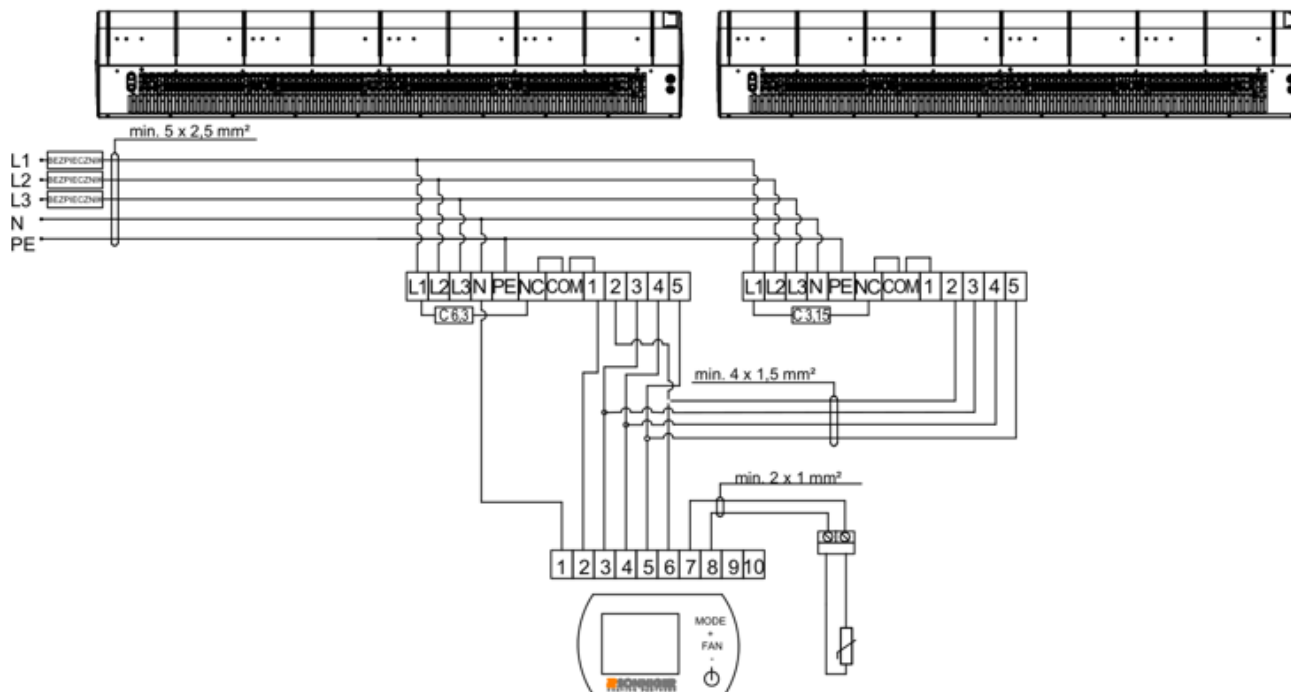 min. 5 x 2,5 mm²
L1 BEZPIECZNIK
L2 BEZPIECZNIK
L3 BEZPIECZNIK
N
PE
L1 L2 L3 N PE NC COM 1 2 3 4 5
L1 L2 L3 N PE NC COM 1 2 3 4 5
C 6,3
C 3,15
min. 4 x 1,5 mm²
min. 2 x 1 mm²
1 2 3 4 5 6 7 8 9 10
MODE
+
FAN
-
SONNIGER